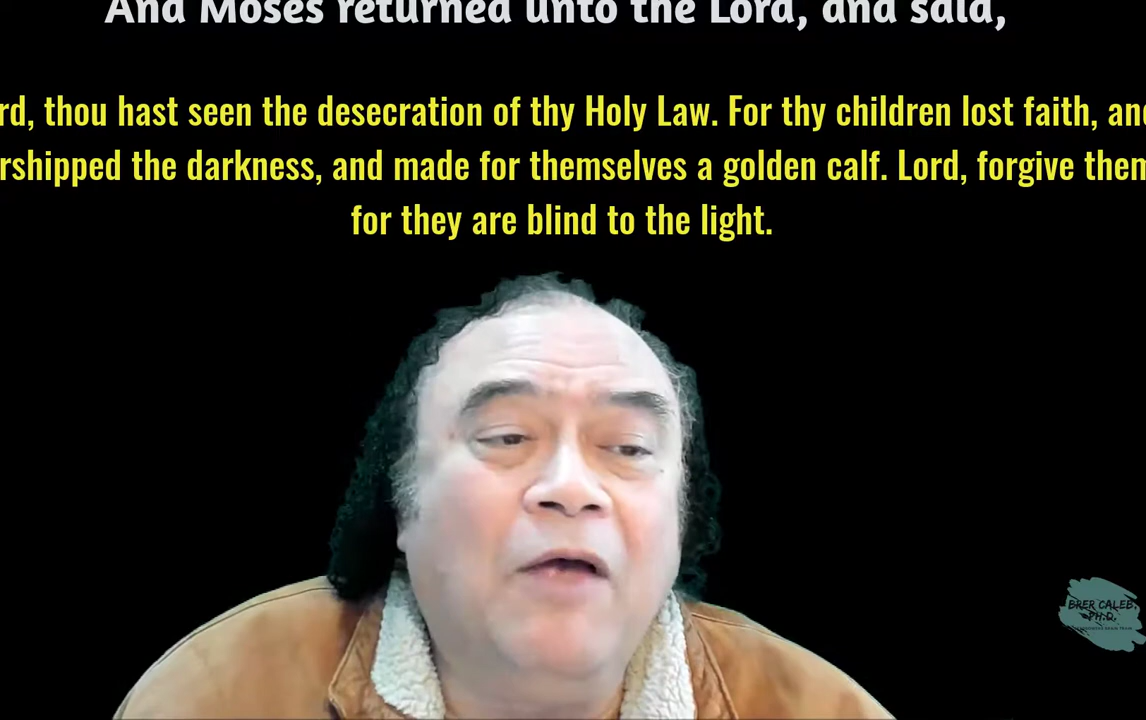 And Moses returned unto the Lord, and said,
rd, thou hast seen the desecration of thy Holy Law. For thy children lost faith, and
rshipped the darkness, and made for themselves a golden calf. Lord, forgive them
for they are blind to the light.
BRER CALEB,
PH.D.